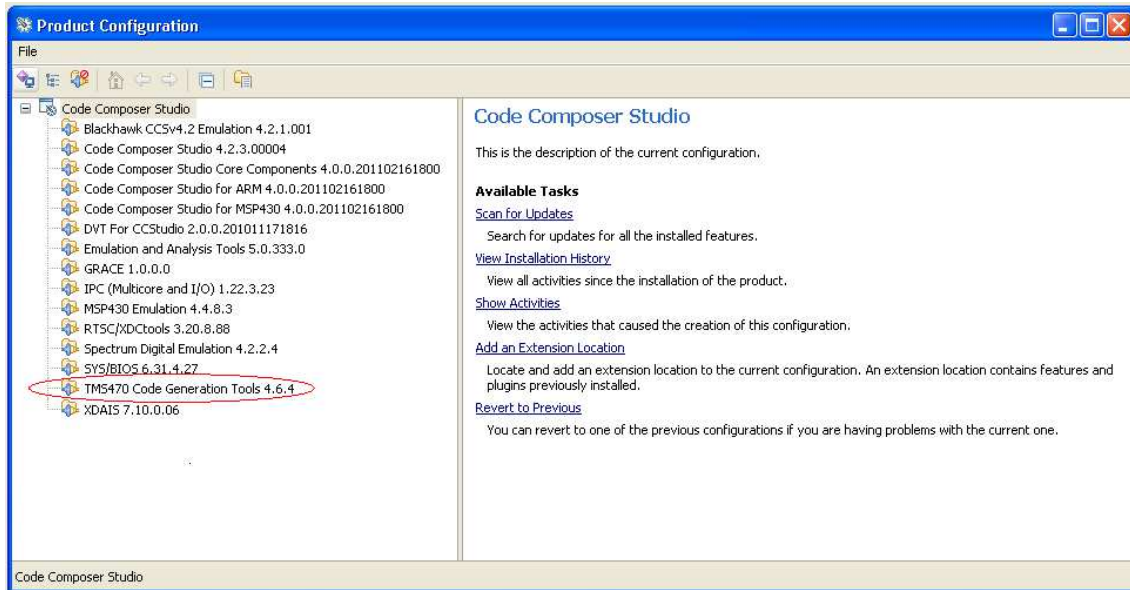 Product Configuration
File
Code Composer Studio
Blackhawk CCSv4.2 Emulation 4.2.1.001
Code Composer Studio 4.2.3.00004
Code Composer Studio Core Components 4.0.0.201102161800
Code Composer Studio for ARM 4.0.0.201102161800
Code Composer Studio for MSP430 4.0.0.201102161800
DVT For CCStudio 2.0.0.201011171816
Emulation and Analysis Tools 5.0.333.0
GRACE 1.0.0.0
IPC (Multicore and I/O) 1.22.3.23
MSP430 Emulation 4.4.8.3
RTSC/XDCtools 3.20.8.88
Spectrum Digital Emulation 4.2.2.4
SYS/BIOS 6.31.4.27
TMS470 Code Generation Tools 4.6.4
XDAIS 7.10.0.06
Code Composer Studio
This is the description of the current configuration.
Available Tasks
Scan for Updates
Search for updates for all the installed features.
View Installation History
View all activities since the installation of the product.
Show Activities
View the activities that caused the creation of this configuration.
Add an Extension Location
Locate and add an extension location to the current configuration. An extension location contains features and
plugins previously installed.
Revert to Previous
You can revert to one of the previous configurations if you are having problems with the current one.
Code Composer Studio